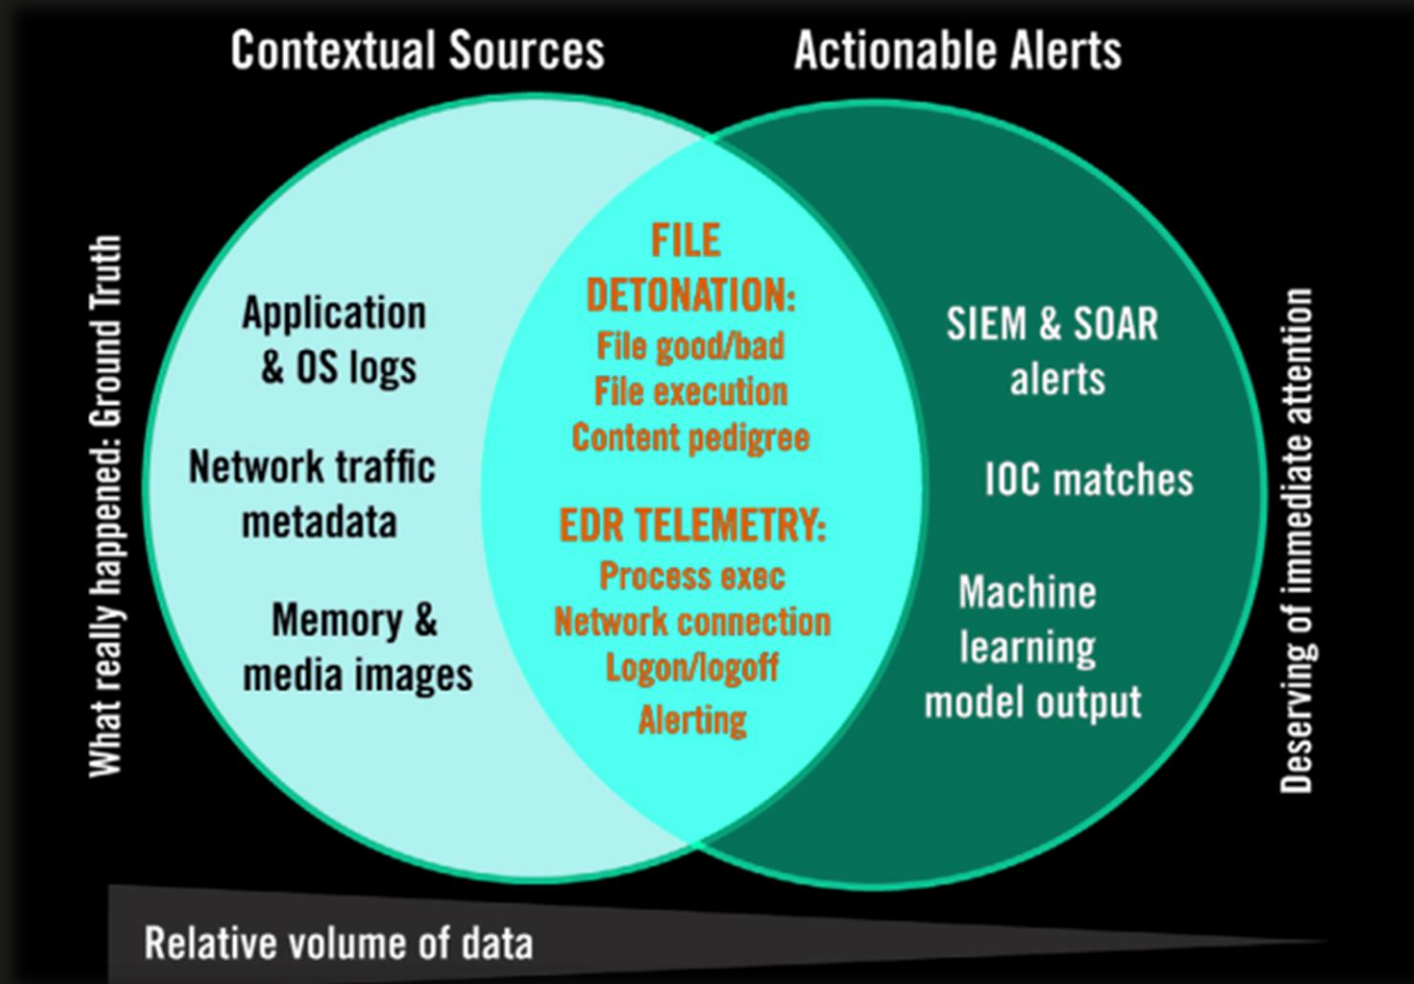 Contextual Sources
Actionable Alerts
What really happened: Ground Truth
Application
& OS logs
Network traffic
metadata
Memory &
media images
FILE
DETONATION:
File good/bad
File execution
Content pedigree
EDR TELEMETRY:
Process exec
Network connection
Logon/logoff
Alerting
SIEM & SOAR
alerts
IOC matches
Machine
learning
model output
Deserving of immediate attention
Relative volume of data